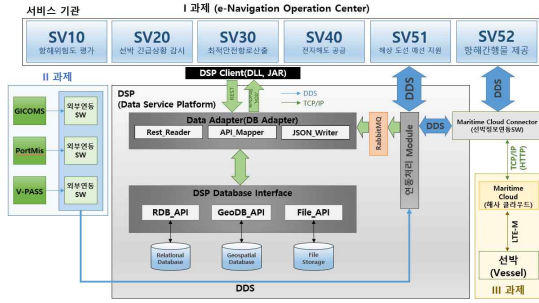 서비스 기관
I 과제 (e-Navigation Operation Center)
SV10
항해위험도 평가
SV20
선박 긴급상황 감시
SV30
최적안전항로산출
SV40
전자해도 공급
SV51
해상 도선 예선 지원
SV52
항해간행물 제공
II 과제
GICOMS
외부연동
SW
PortMis
외부연동
SW
V-PASS
외부연동
SW
DSP Client(DLL, JAR)
REST
DDS
TCP/IP
DSP
(Data Service Platform)
Data Adapter(DB Adapter)
Rest_Reader
API_Mapper
JSON_Writer
RabbitMQ
연동처리 Module
DDS
DDS
DDS
Maritime Cloud Connector
(선박정보연동SW)
TCP/IP
(HTTP)
Maritime
Cloud
(해사 클라우드)
LTE-M
선박
(Vessel)
III 과제
DSP Database Interface
RDB_API
GeoDB_API
File_API
Relational
Database
Geospatial
Database
File
Storage
DDS